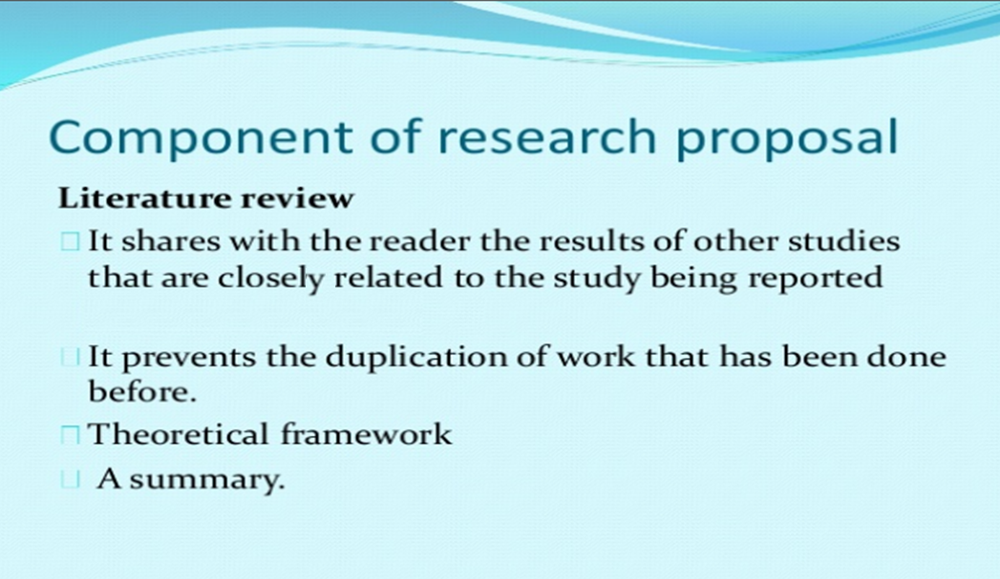 Component of research proposal
Literature review
It shares with the reader the results of other studies
that are closely related to the study being reported
It prevents the duplication of work that has been done
before.
Theoretical framework
A summary.